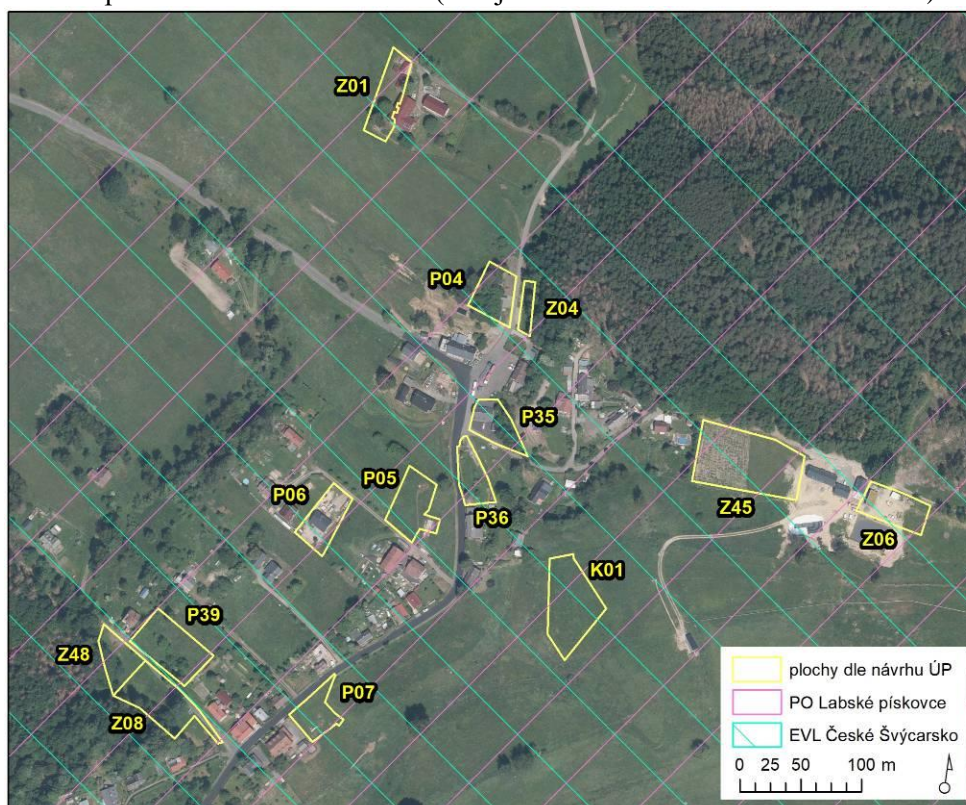 Z01
P04
Z04
P35
P05
P06
P36
Z45
Z06
K01
P39
Z48
P07
Z08
plochy dle návrhu ÚP
PO Labské pískovce
EVL České Švýcarsko
0 25 50 100 m